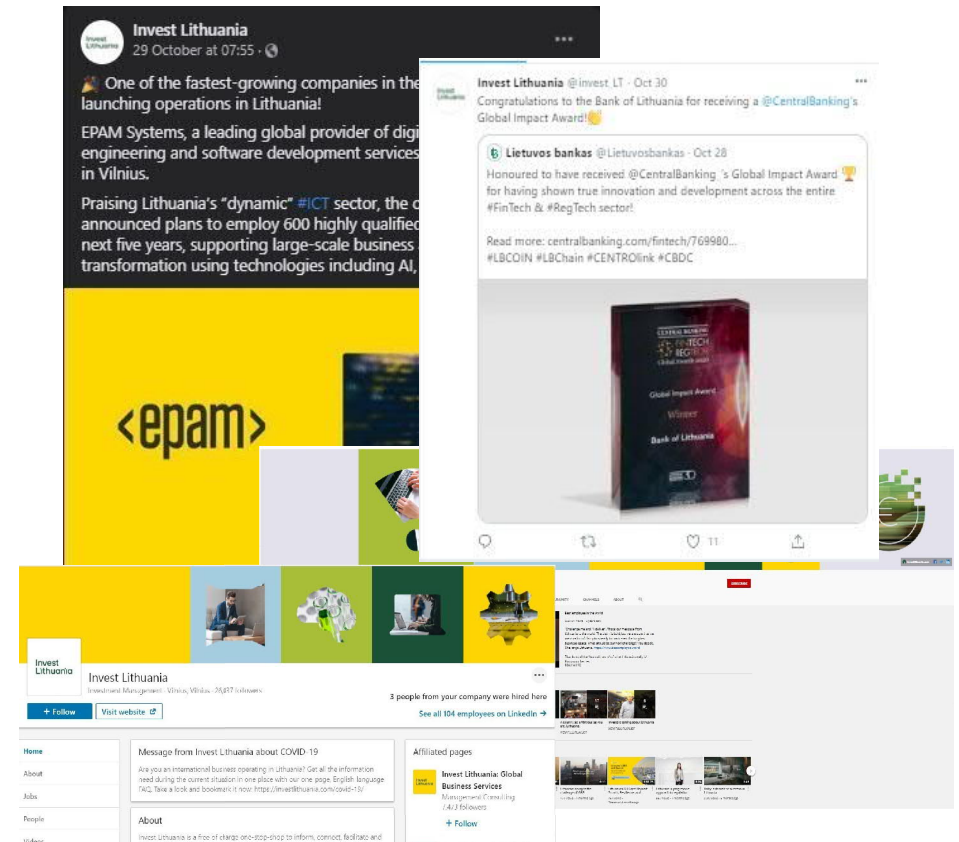 Invest Lithuania
29 October at 07:55 ·
One of the fastest-growing companies in the
launching operations in Lithuania!
EPAM Systems, a leading global provider of digi
engineering and software development services
in Vilnius.
Praising Lithuania's "dynamic" #ICT sector, the c
announced plans to employ 600 highly qualified
next five years, supporting large-scale business
transformation using technologies including AI,
<epam>
Invest Lithuania @invest_LT · Oct 30
Congratulations to the Bank of Lithuania for receiving a @CentralBanking's
Global Impact Award!
Lietuvos bankas @Lietuvosbankas · Oct 28
Honoured to have received @CentralBanking 's Global Impact Award
for having shown true innovation and development across the entire
#FinTech & #RegTech sector!
Read more: centralbanking.com/fintech/769980...
#LBCOIN #LBChain #CENTROlink #CBDC
CENTRAL BANKING
FINTECH
REGTECH
Global Impact Award
Winner
Bank of Lithuania
11
Invest
Lithuania
Invest Lithuania
Investment Management · Vilnius, Vilnius · 26,437 followers
+ Follow
Visit website
3 people from your company were hired here
See all 104 employees on LinkedIn →
Home
About
Jobs
People
Videos
Message from Invest Lithuania about COVID-19
Are you an international business operating in Lithuania? Get all the information
need during the current situation in one place with our one page English language
FAQ. Take a look and bookmark it now: https://investlithuania.com/covid-19/
About
Invest Lithuania is a free of charge one-stop-shop to inform, connect, facilitate and
Affiliated pages
Invest Lithuania: Global
Business Services
Management Consulting
7,473 followers
+ Follow
SUBSCRIBE
CHANNELS
ABOUT